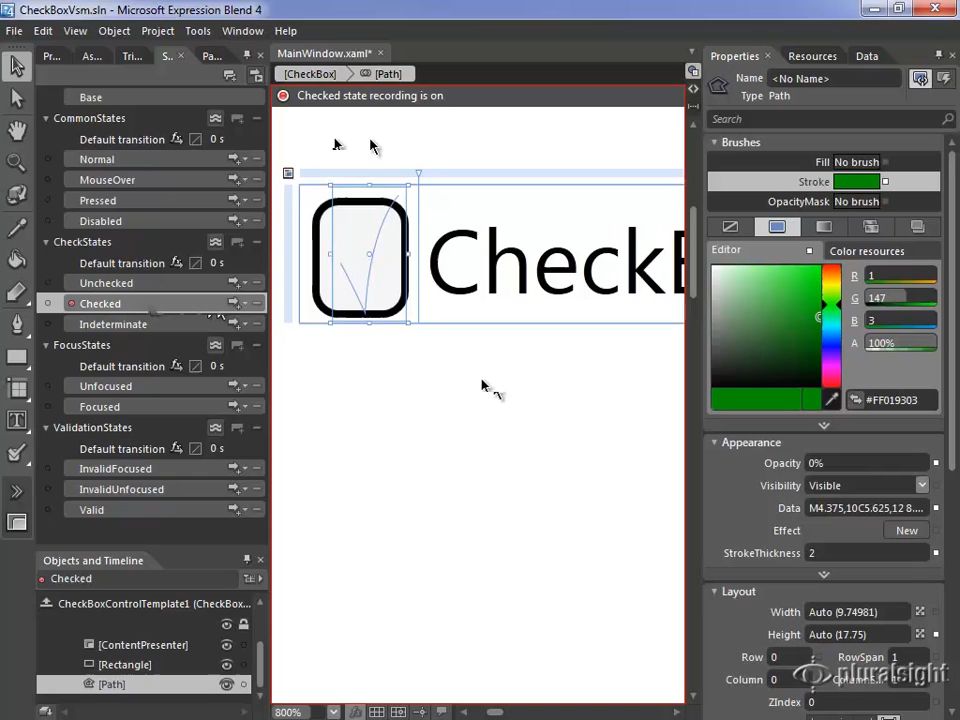 CheckBoxVsm.sln - Microsoft Expression Blend 4
File Edit View Object Project Tools Window Help
Pr... As... Tri... S... Pa...
MainWindow.xaml*
Properties Resources Data
[CheckBox] [Path]
Name <No Name>
Type Path
Base
Checked state recording is on
CommonStates
Search
Default transition fx 0 s
Brushes
Normal
Fill No brush
MouseOver
Stroke
Pressed
OpacityMask No brush
Disabled
CheckStates
Editor Color resources
Default transition fx 0 s
R 1
Unchecked
G 147
Checked
B 3
Indeterminate
A 100%
CheckB
FocusStates
Default transition fx 0 s
Unfocused
#FF019303
Focused
ValidationStates
Appearance
Default transition fx 0 s
Opacity 0%
InvalidFocused
Visibility Visible
InvalidUnfocused
Data M4.375,10C5.625,12 8....
Valid
Effect New
StrokeThickness 2
Objects and Timeline
Checked
Layout
CheckBoxControlTemplate1 (CheckBox...
Width Auto (9.74981)
Height Auto (17.75)
[ContentPresenter]
Row 0 RowSpan 1
[Rectangle]
Column 0
[Path]
pluralsight
ZIndex 0
800%